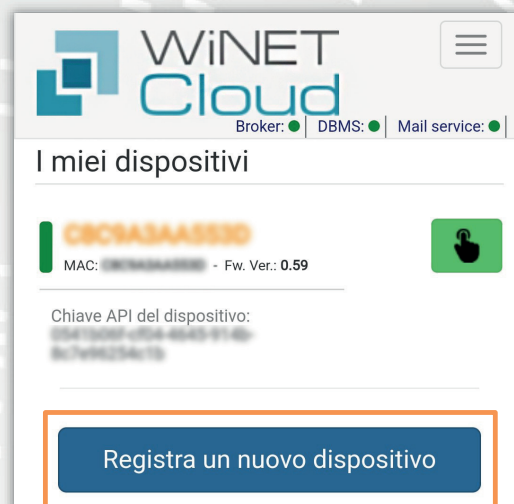 WiNET
Cloud
Broker: | DBMS: | Mail service: |
I miei dispositivi
MAC: - Fw. Ver.: 0.59
Chiave API del dispositivo:
Registra un nuovo dispositivo